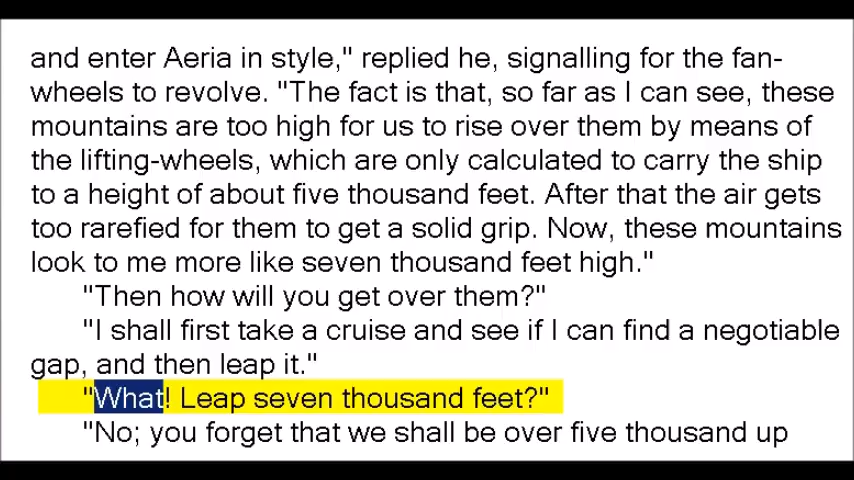 and enter Aeria in style," replied he, signalling for the fan-
wheels to revolve. "The fact is that, so far as I can see, these
mountains are too high for us to rise over them by means of
the lifting-wheels, which are only calculated to carry the ship
to a height of about five thousand feet. After that the air gets
too rarefied for them to get a solid grip. Now, these mountains
look to me more like seven thousand feet high."
"Then how will you get over them?"
"I shall first take a cruise and see if I can find a negotiable
gap, and then leap it."
"What! Leap seven thousand feet?"
"No; you forget that we shall be over five thousand up